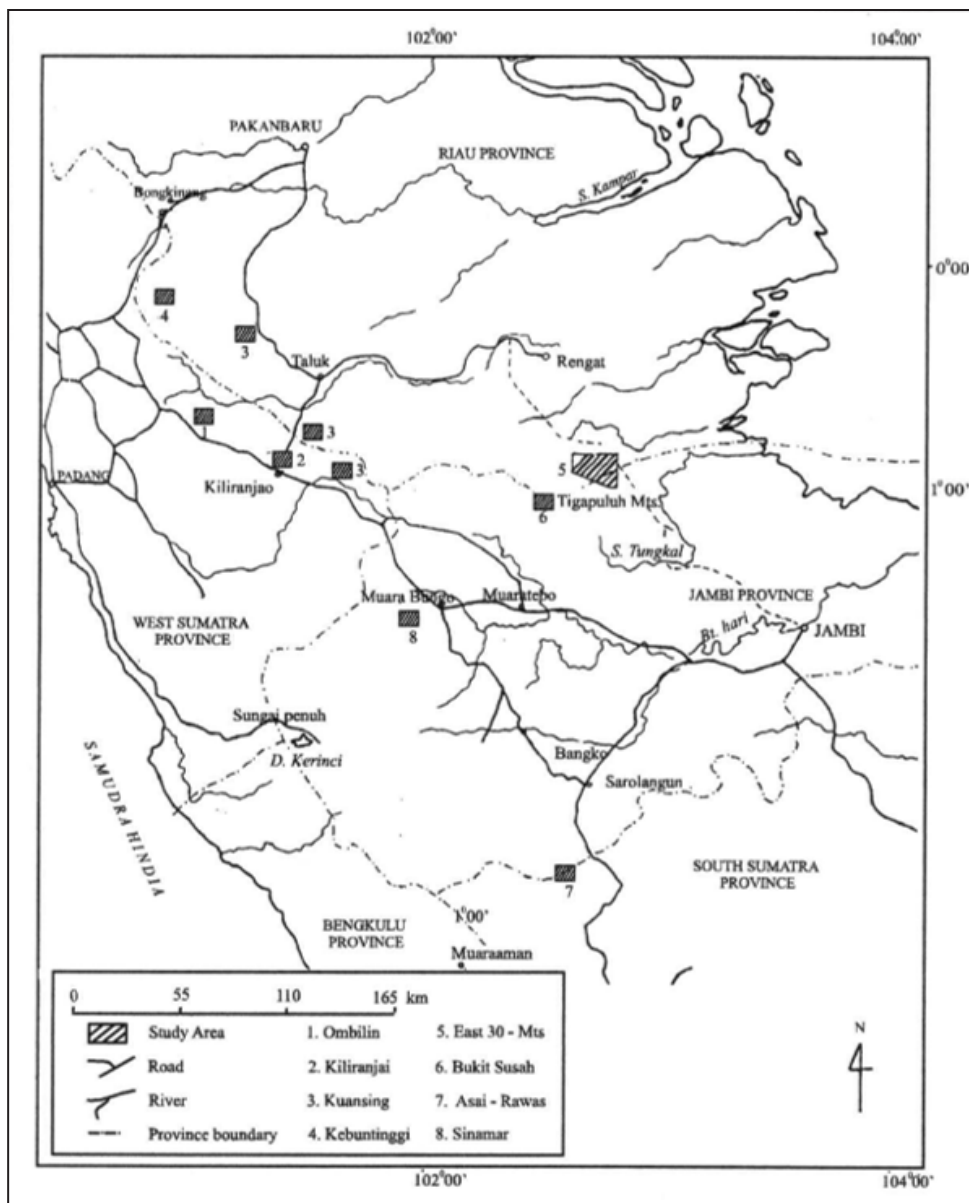 102°00'
104°00'
PAKANBARU
RIAU PROVINCE
S. Kampar
Bongkinang
0°00'
4
3
Taluk
Rengat
3
2
3
Kiliranjao
PADANG
5
Tigapuluh Mts
6
1°00'
S. Tungkal
Muara Bungo
Muaratebo
JAMBI PROVINCE
8
Bt. hari
JAMBI
WEST SUMATRA
PROVINCE
Sungai penuh
D. Kerinci
Bangko
Sarolangun
SAMUDRA HINDIA
7
SOUTH SUMATRA
PROVINCE
1°00'
BENGKULU
PROVINCE
Muaraaman
0 55 110 165 km
Study Area
Road
River
Province boundary
1. Ombilin
2. Kiliranjai
3. Kuansing
4. Kebuntinggi
5. East 30 - Mts
6. Bukit Susah
7. Asai - Rawas
8. Sinamar
N
102°00'
104°00'